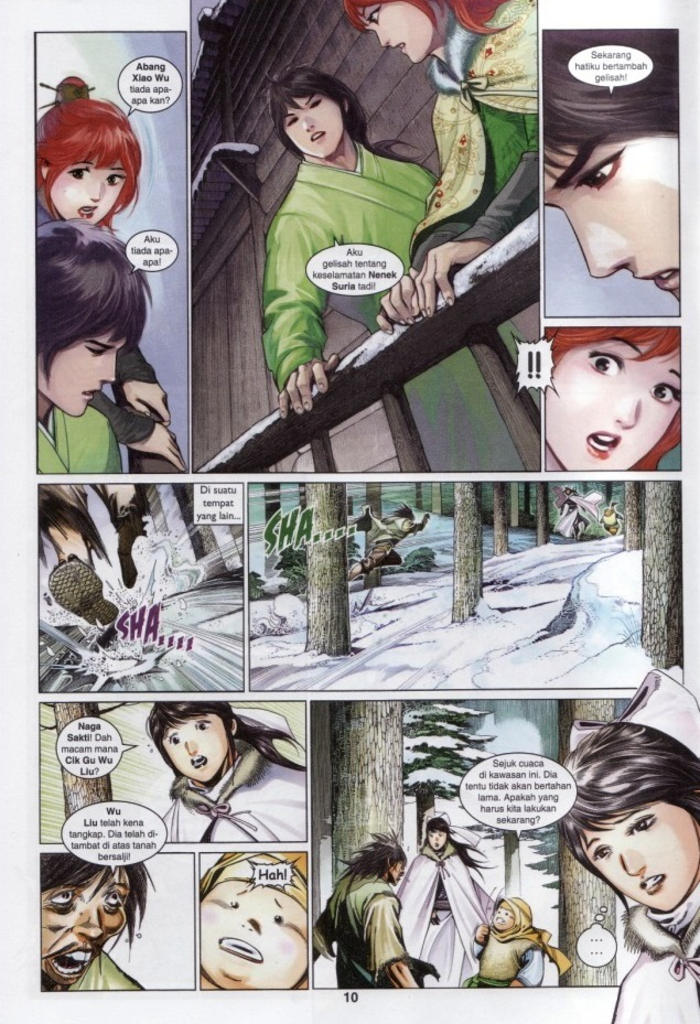 Abang
Xiao Wu
tiada apa-
apa kan?
Aku
tiada apa-
apa!
Aku
gelisah tentang
keselamatan Nenek
Suria tadi!
Sekarang
hatiku bertambah
gelisah!
!!
Di suatu
tempat
yang lain...
SHA....
SHA....
Naga
Sakti! Dah
macam mana
Cik Gu Wu
Liu?
Wu
Liu telah kena
tangkap. Dia telah di-
tambat di atas tanah
bersalji!
Hah!
Sejuk cuaca
di kawasan ini. Dia
tentu tidak akan bertahan
lama. Apakah yang
harus kita lakukan
sekarang?
...
...
10